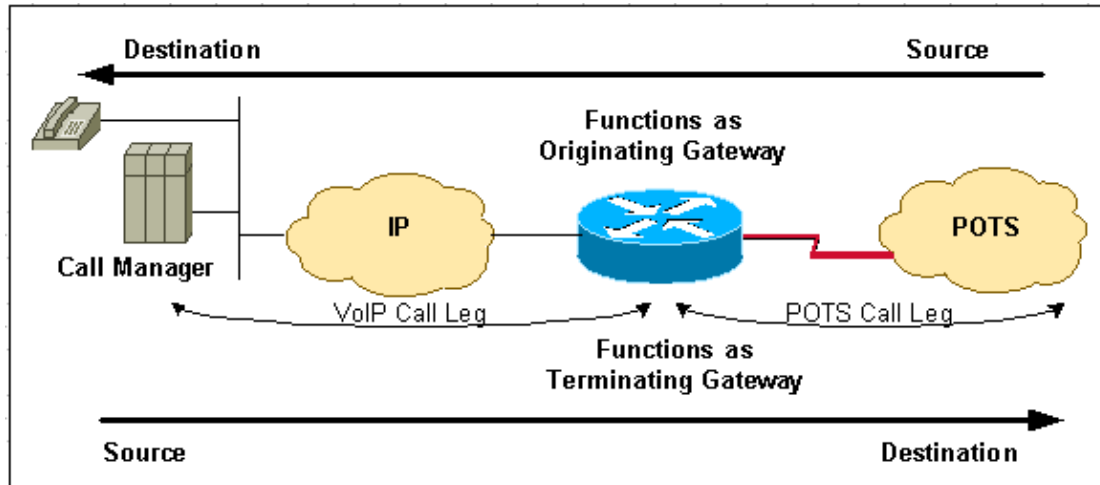 Destination
Source
Functions as
Originating Gateway
IP
POTS
Call Manager
VoIP Call Leg
POTS Call Leg
Functions as
Terminating Gateway
Source
Destination